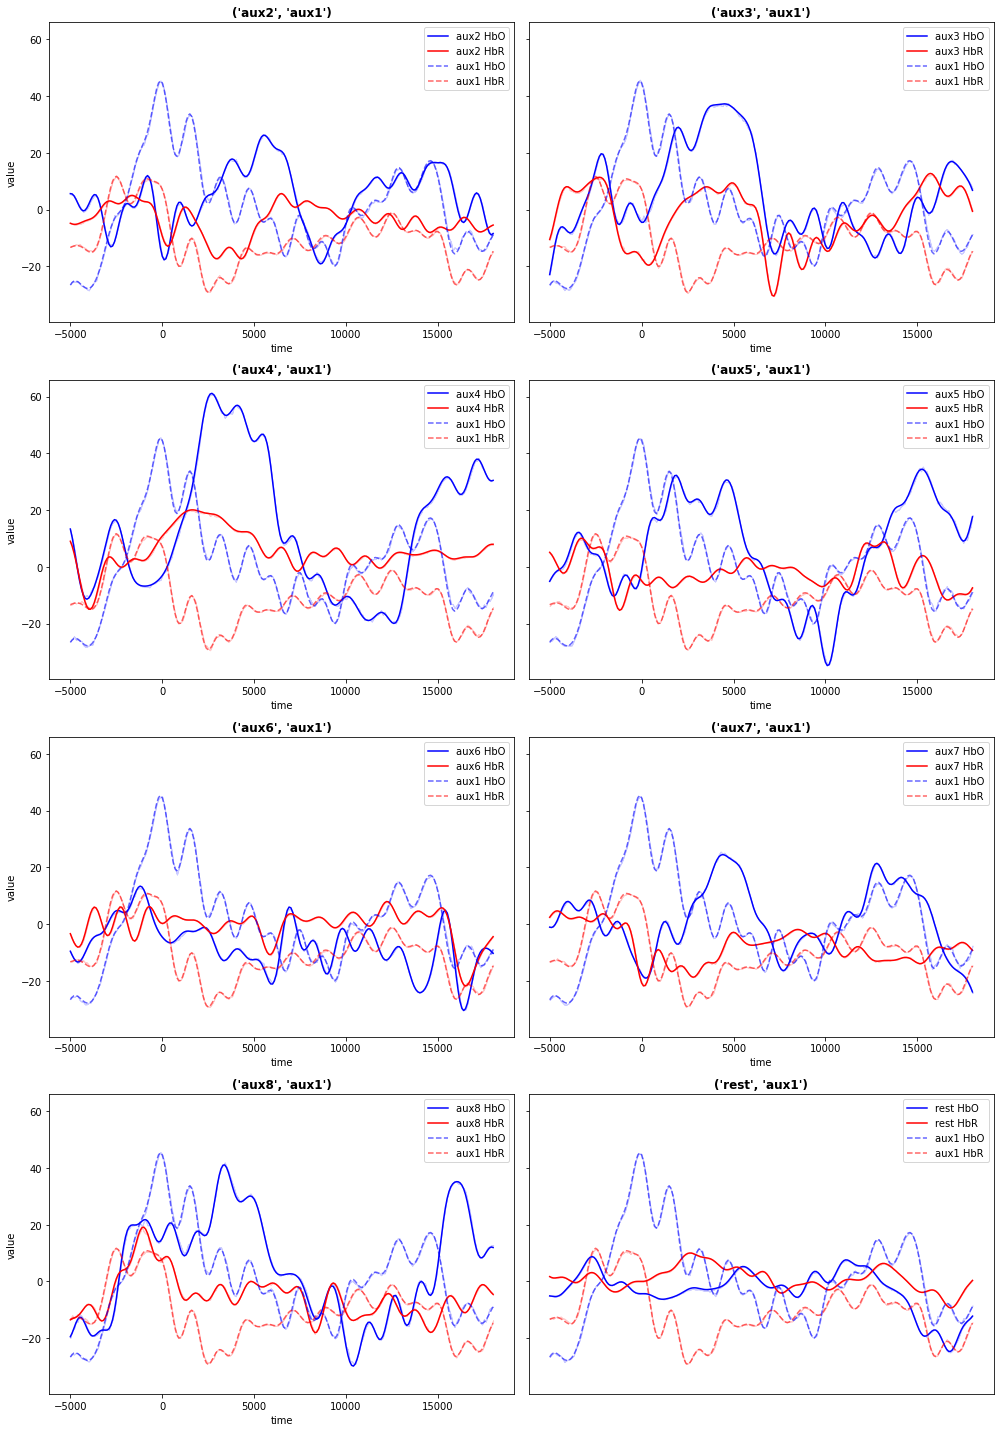 ('aux2', 'aux1')
aux2 HbO
aux2 HbR
aux1 HbO
aux1 HbR
value
60
40
20
0
−20
−5000 0 5000 10000 15000
time
('aux3', 'aux1')
aux3 HbO
aux3 HbR
aux1 HbO
aux1 HbR
−5000 0 5000 10000 15000
time
('aux4', 'aux1')
aux4 HbO
aux4 HbR
aux1 HbO
aux1 HbR
value
60
40
20
0
−20
−5000 0 5000 10000 15000
time
('aux5', 'aux1')
aux5 HbO
aux5 HbR
aux1 HbO
aux1 HbR
−5000 0 5000 10000 15000
time
('aux6', 'aux1')
aux6 HbO
aux6 HbR
aux1 HbO
aux1 HbR
value
60
40
20
0
−20
−5000 0 5000 10000 15000
time
('aux7', 'aux1')
aux7 HbO
aux7 HbR
aux1 HbO
aux1 HbR
−5000 0 5000 10000 15000
time
('aux8', 'aux1')
aux8 HbO
aux8 HbR
aux1 HbO
aux1 HbR
value
60
40
20
0
−20
−5000 0 5000 10000 15000
time
('rest', 'aux1')
rest HbO
rest HbR
aux1 HbO
aux1 HbR
−5000 0 5000 10000 15000
time